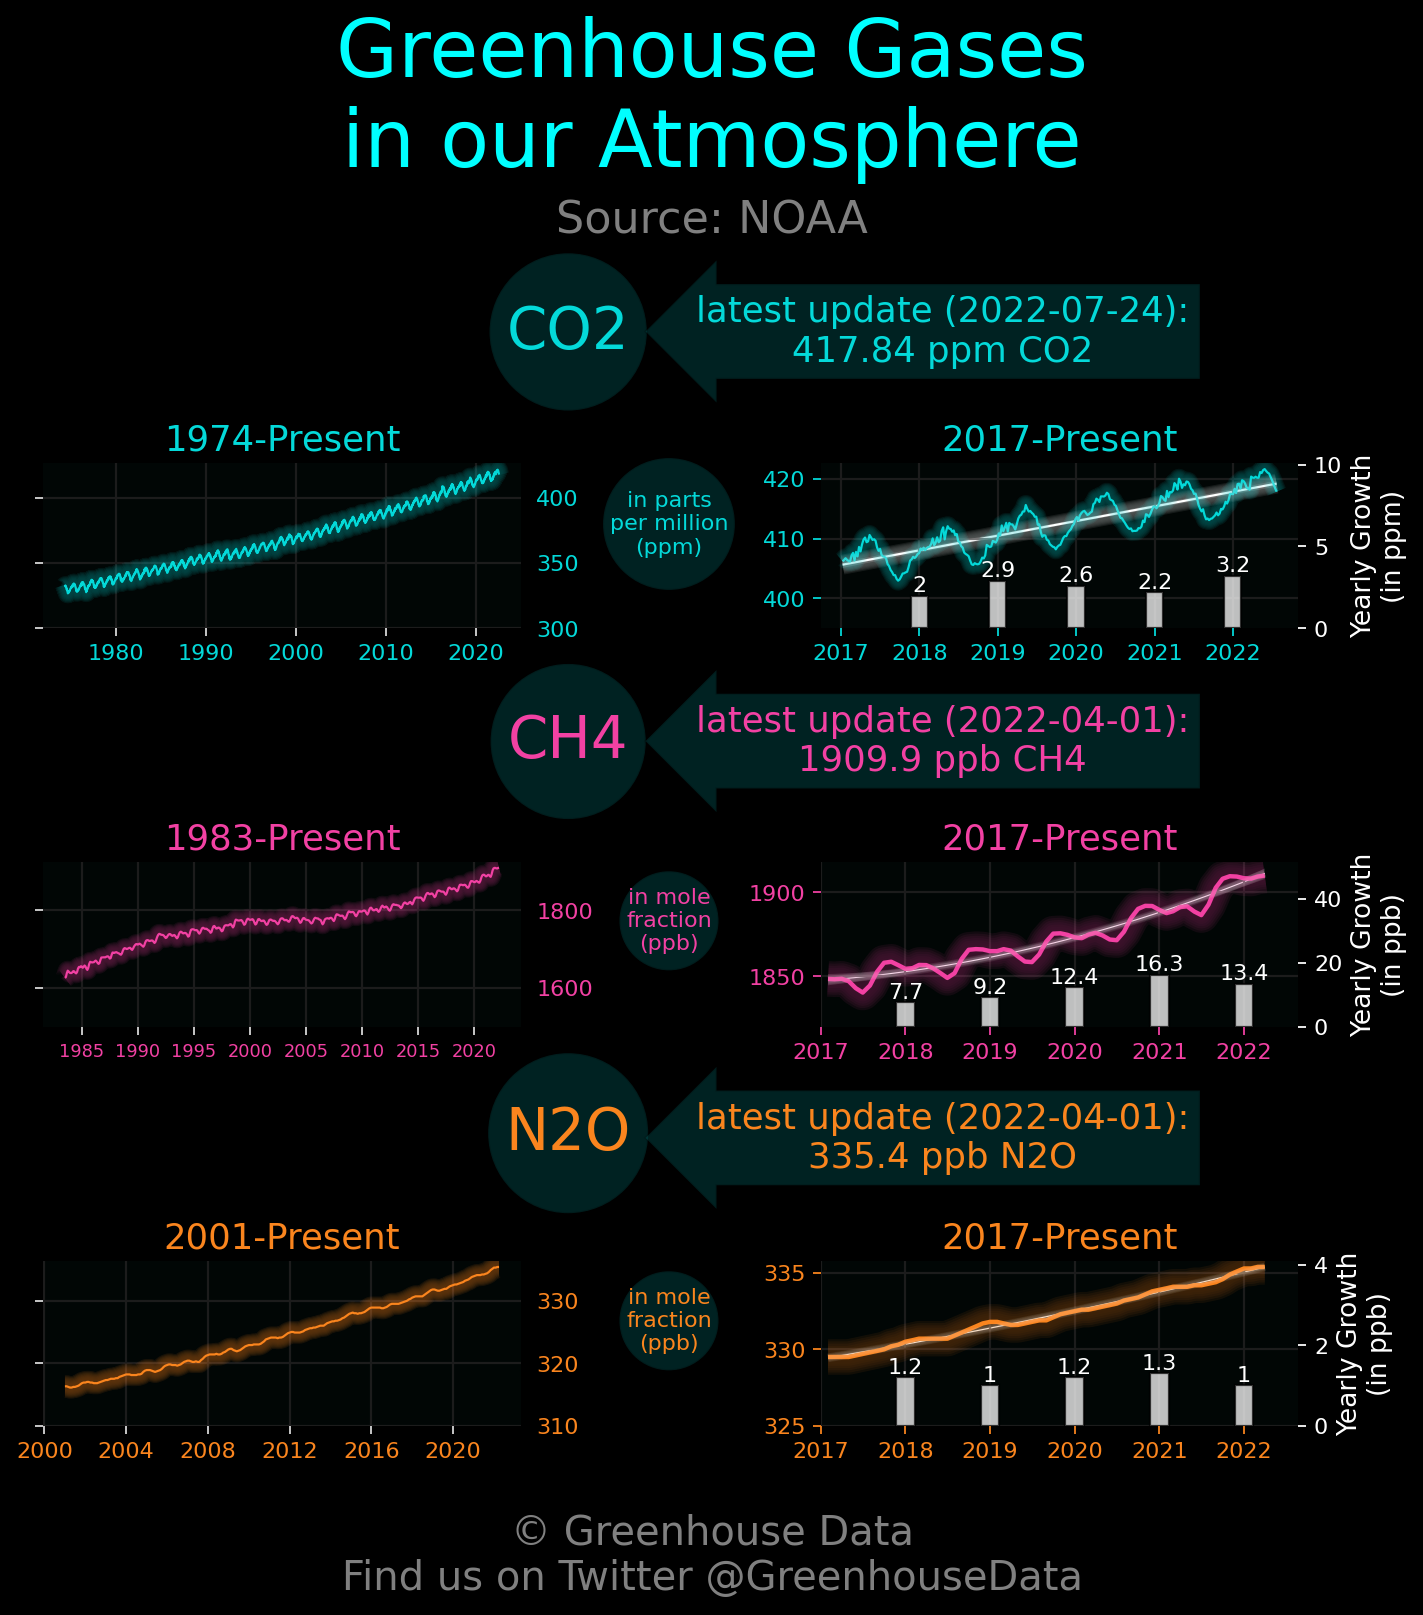 Greenhouse Gases
in our Atmosphere
Source: NOAA
CO2
latest update (2022-07-24):
417.84 ppm CO2
1974-Present
400
350
300
1980 1990 2000 2010 2020
in parts
per million
(ppm)
2017-Present
420
410
400
2 2.9 2.6 2.2 3.2
10
5
0
Yearly Growth
(in ppm)
2017 2018 2019 2020 2021 2022
CH4
latest update (2022-04-01):
1909.9 ppb CH4
1983-Present
1800
1600
1985 1990 1995 2000 2005 2010 2015 2020
in mole
fraction
(ppb)
2017-Present
1900
1850
7.7 9.2 12.4 16.3 13.4
40
20
0
Yearly Growth
(in ppb)
2017 2018 2019 2020 2021 2022
N2O
latest update (2022-04-01):
335.4 ppb N2O
2001-Present
330
320
310
2000 2004 2008 2012 2016 2020
in mole
fraction
(ppb)
2017-Present
335
330
325
1.2 1 1.2 1.3 1
4
2
0
Yearly Growth
(in ppb)
2017 2018 2019 2020 2021 2022
© Greenhouse Data
Find us on Twitter @GreenhouseData